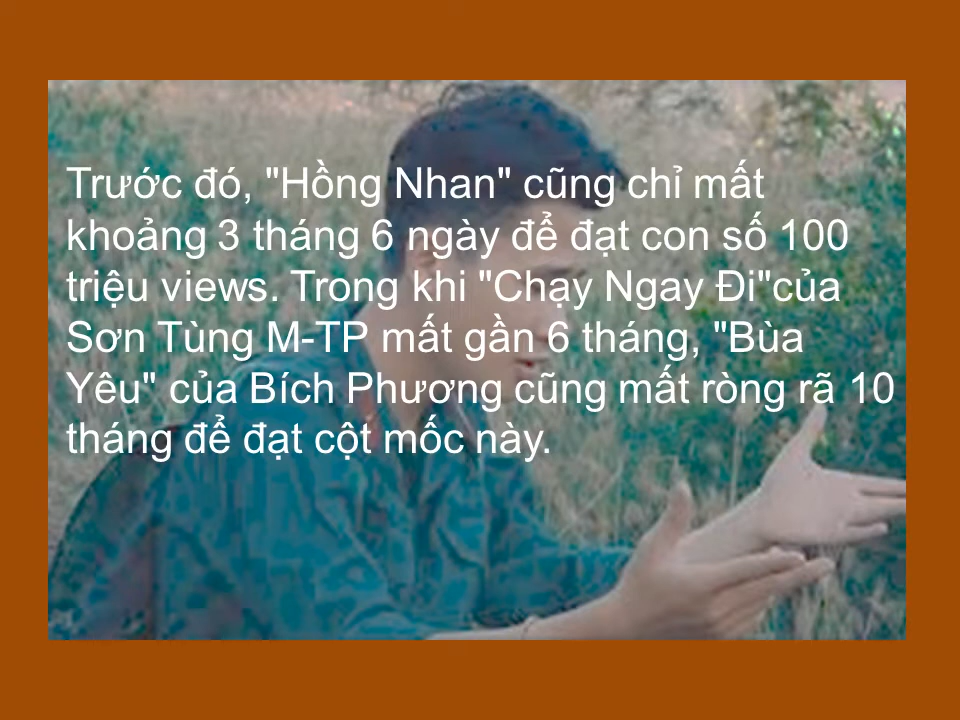 Trước đó, "Hồng Nhan" cũng chỉ mất
khoảng 3 tháng 6 ngày để đạt con số 100
triệu views. Trong khi "Chạy Ngay Đi"của
Sơn Tùng M-TP mất gần 6 tháng, "Bùa
Yêu" của Bích Phương cũng mất ròng rã 10
tháng để đạt cột mốc này.